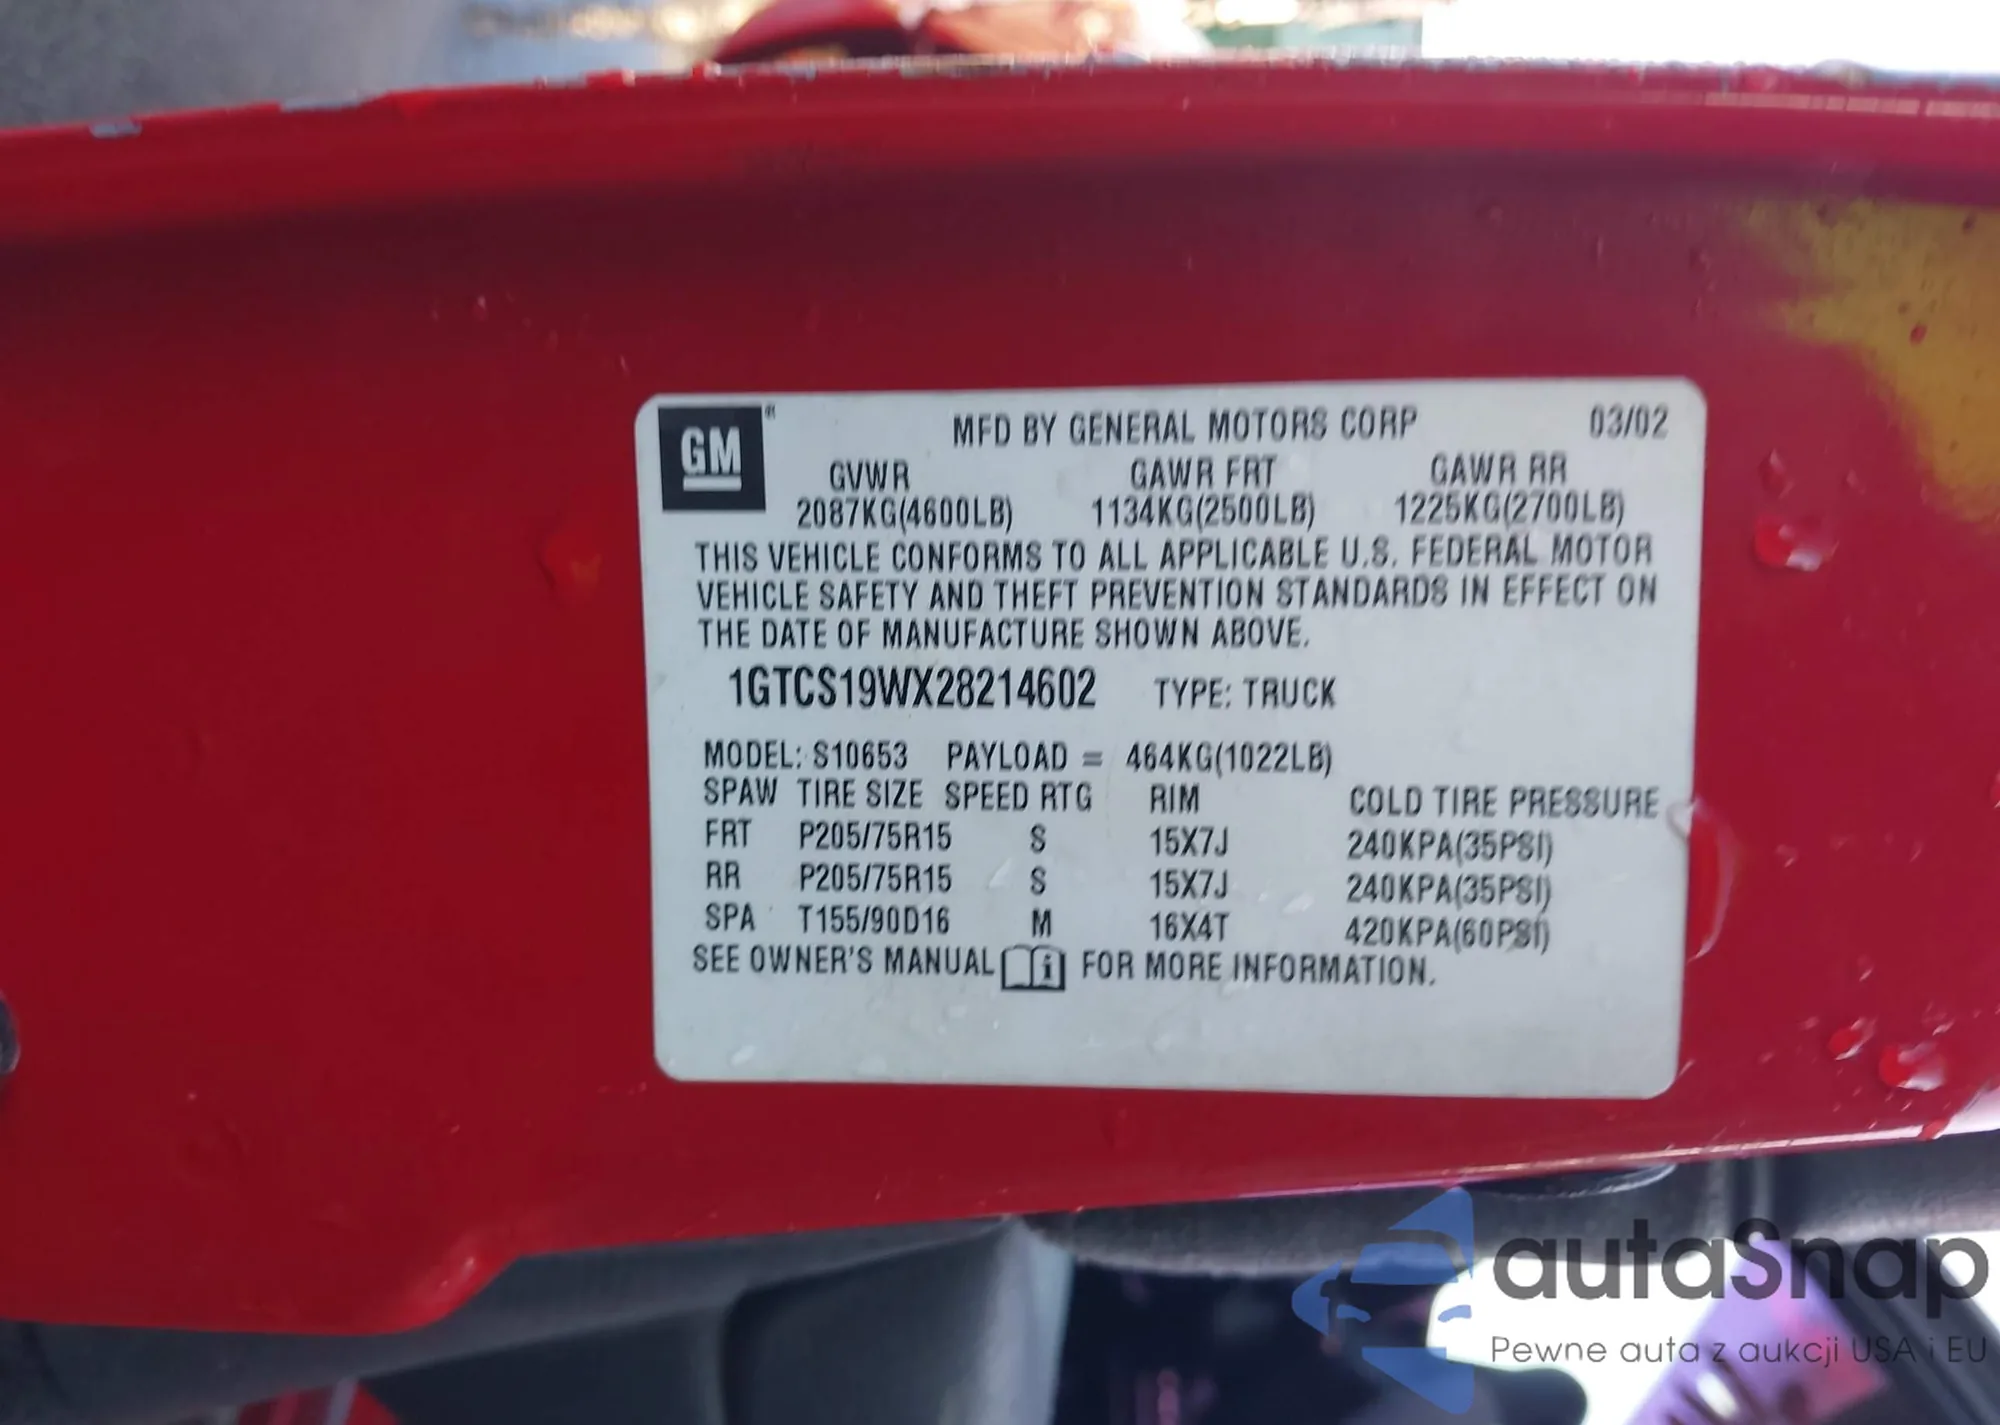 GM®
MFD BY GENERAL MOTORS CORP 03/02
GVWR GAWR FRT GAWR RR
2087KG(4600LB) 1134KG(2500LB) 1225KG(2700LB)
THIS VEHICLE CONFORMS TO ALL APPLICABLE U.S. FEDERAL MOTOR
VEHICLE SAFETY AND THEFT PREVENTION STANDARDS IN EFFECT ON
THE DATE OF MANUFACTURE SHOWN ABOVE.
1GTCS19WX28214602 TYPE: TRUCK
MODEL: S10653 PAYLOAD = 464KG(1022LB)
SPAW TIRE SIZE SPEED RTG RIM COLD TIRE PRESSURE
FRT P205/75R15 S 15X7J 240KPA(35PSI)
RR P205/75R15 S 15X7J 240KPA(35PSI)
SPA T155/90D16 M 16X4T 420KPA(60PSI)
SEE OWNER'S MANUAL i FOR MORE INFORMATION.
autaSnap
Pewne auta z aukcji USA i EU